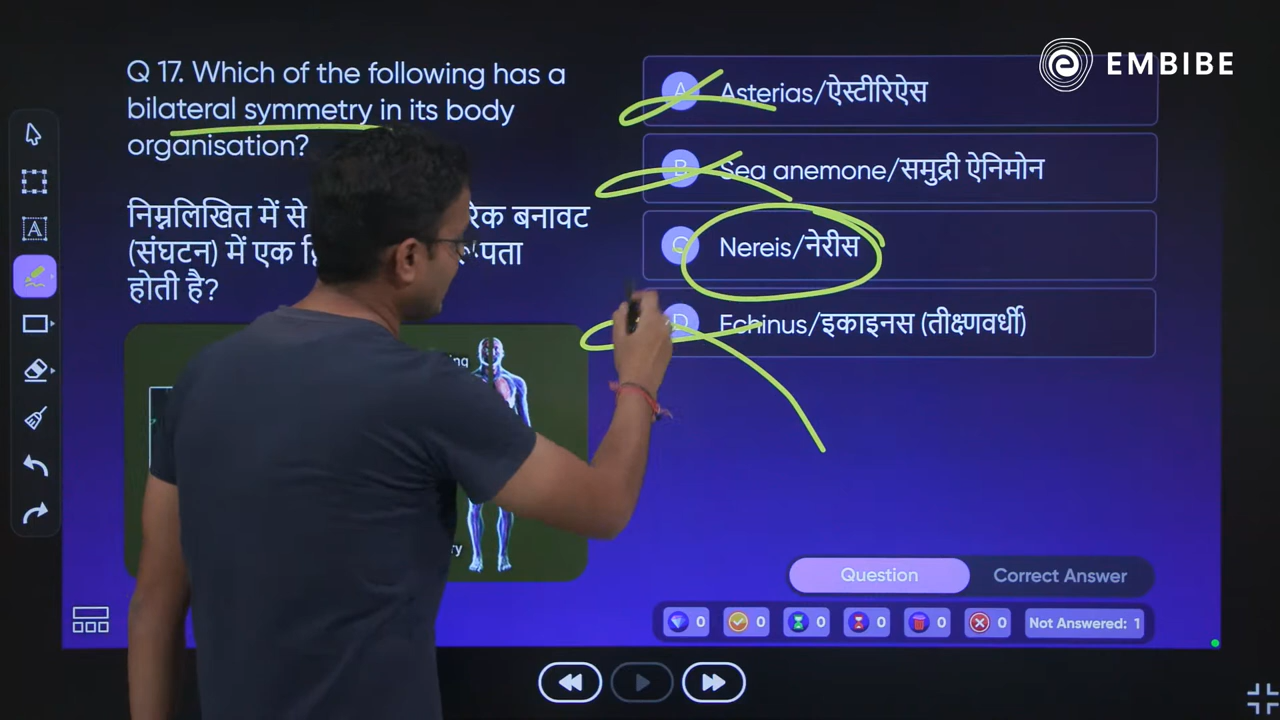 EMBIBE
Q 17. Which of the following has a
bilateral symmetry in its body
organisation?
निम्नलिखित में से बनावट
(संघटन) में एक
होती है?
A Asterias/ऐस्टीरिऐस
B Sea anemone/समुद्री ऐनिमोन
C Nereis/नेरीस
D Echinus/इकाइनस (तीक्ष्णवर्धी)
Question Correct Answer
0 0 0 0 0 0 Not Answered: 1